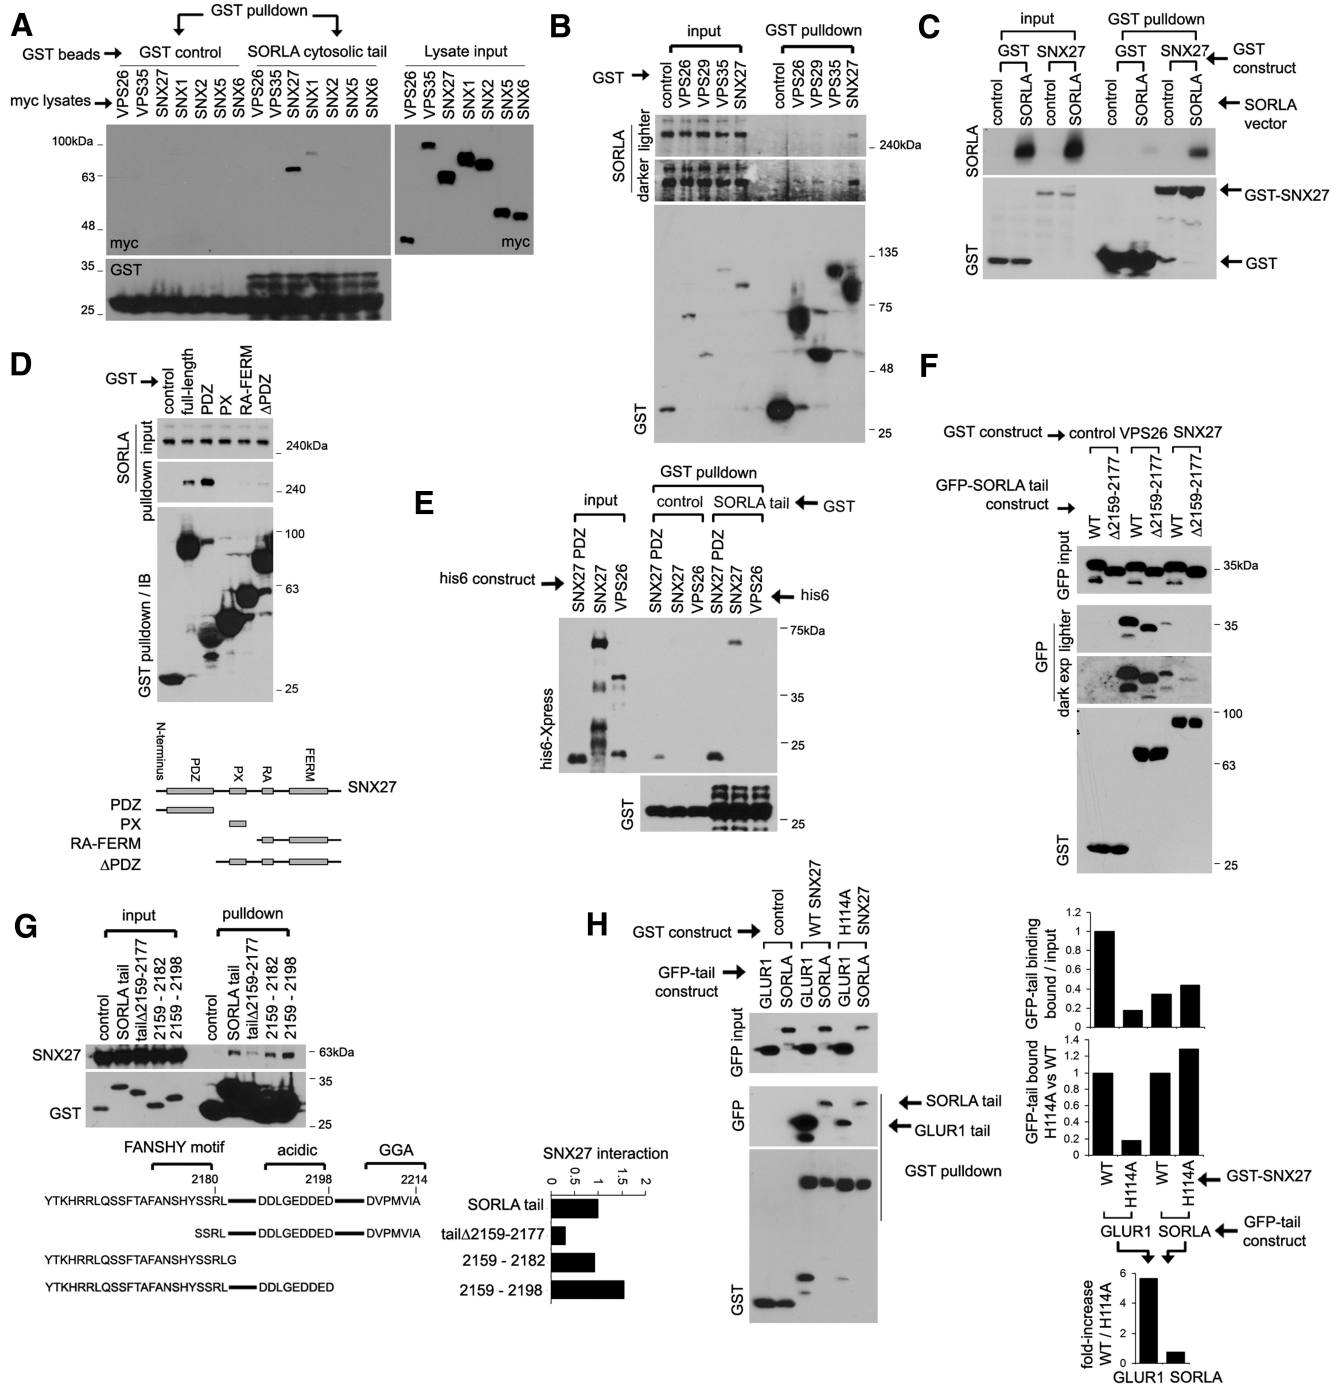 A
GST pulldown
GST beads
GST control
SORLA cytosolic tail
Lysate input
myc lysates
VPS26
VPS35
SNX27
SNX1
SNX2
SNX5
SNX6
VPS26
VPS35
SNX27
SNX1
SNX2
SNX5
SNX6
VPS26
VPS35
SNX27
SNX1
SNX2
SNX5
SNX6
100kDa
63
48
myc
myc
35
GST
25
B
input
GST pulldown
GST
control
VPS26
VPS29
VPS35
SNX27
control
VPS26
VPS29
VPS35
SNX27
SORLA
darker lighter
240kDa
135
75
48
25
GST
C
input
GST pulldown
GST SNX27
GST
SNX27
GST construct
control
SORLA
control
SORLA
control
SORLA
control
SORLA
SORLA vector
SORLA
GST
GST-SNX27
GST
D
GST
control
full-length
PDZ
PX
RA-FERM
ΔPDZ
SORLA
pulldown input
240kDa
240
GST pulldown / IB
100
63
25
N-terminus
PDZ
PX
RA
FERM
SNX27
PDZ
PX
RA-FERM
ΔPDZ
E
GST pulldown
input
control
SORLA tail
GST
his6 construct
SNX27 PDZ
SNX27
VPS26
SNX27 PDZ
SNX27
VPS26
SNX27 PDZ
SNX27
VPS26
his6
his6-Xpress
75kDa
35
25
GST
25
F
GST construct
control VPS26 SNX27
GFP-SORLA tail construct
WT
Δ2159-2177
WT
Δ2159-2177
WT
Δ2159-2177
GFP input
35kDa
GFP
dark exp lighter
35
100
63
25
GST
G
input
pulldown
control
SORLA tail
tailΔ2159-2177
2159 - 2182
2159 - 2198
control
SORLA tail
tailΔ2159-2177
2159 - 2182
2159 - 2198
SNX27
63kDa
GST
35
25
FANSHY motif
acidic
GGA
2180
2198
2214
YTKHRRLQSSFTAFANSHYSSRL DDLGEDDED DVPMVIA
SSRL DDLGEDDED DVPMVIA
YTKHRRLQSSFTAFANSHYSSRLG
YTKHRRLQSSFTAFANSHYSSRL DDLGEDDED
SNX27 interaction
0 0.5 1 1.5 2
SORLA tail
tailΔ2159-2177
2159 - 2182
2159 - 2198
H
GST construct
control
WT SNX27
H114A SNX27
GFP-tail construct
GLUR1
SORLA
GLUR1
SORLA
GLUR1
SORLA
GFP input
GFP
SORLA tail
GLUR1 tail
GST pulldown
GST
GFP-tail binding bound / input
1.2
1
0.8
0.6
0.4
0.2
0
GFP-tail bound H114A vs WT
1.4
1.2
1
0.8
0.6
0.4
0.2
0
WT
H114A
WT
H114A
GST-SNX27
GLUR1 SORLA
GFP-tail construct
fold-increase WT / H114A
6
4
2
0
GLUR1 SORLA